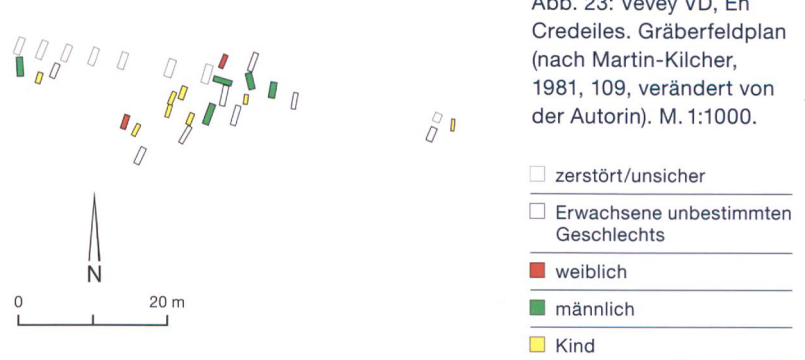 Abb. 23: Vevey VD, En
Credeiles. Gräberfeldplan
(nach Martin-Kilcher,
1981, 109, verändert von
der Autorin). M. 1:1000.
zerstört/unsicher
Erwachsene unbestimmten
Geschlechts
weiblich
männlich
Kind
N
0 20 m